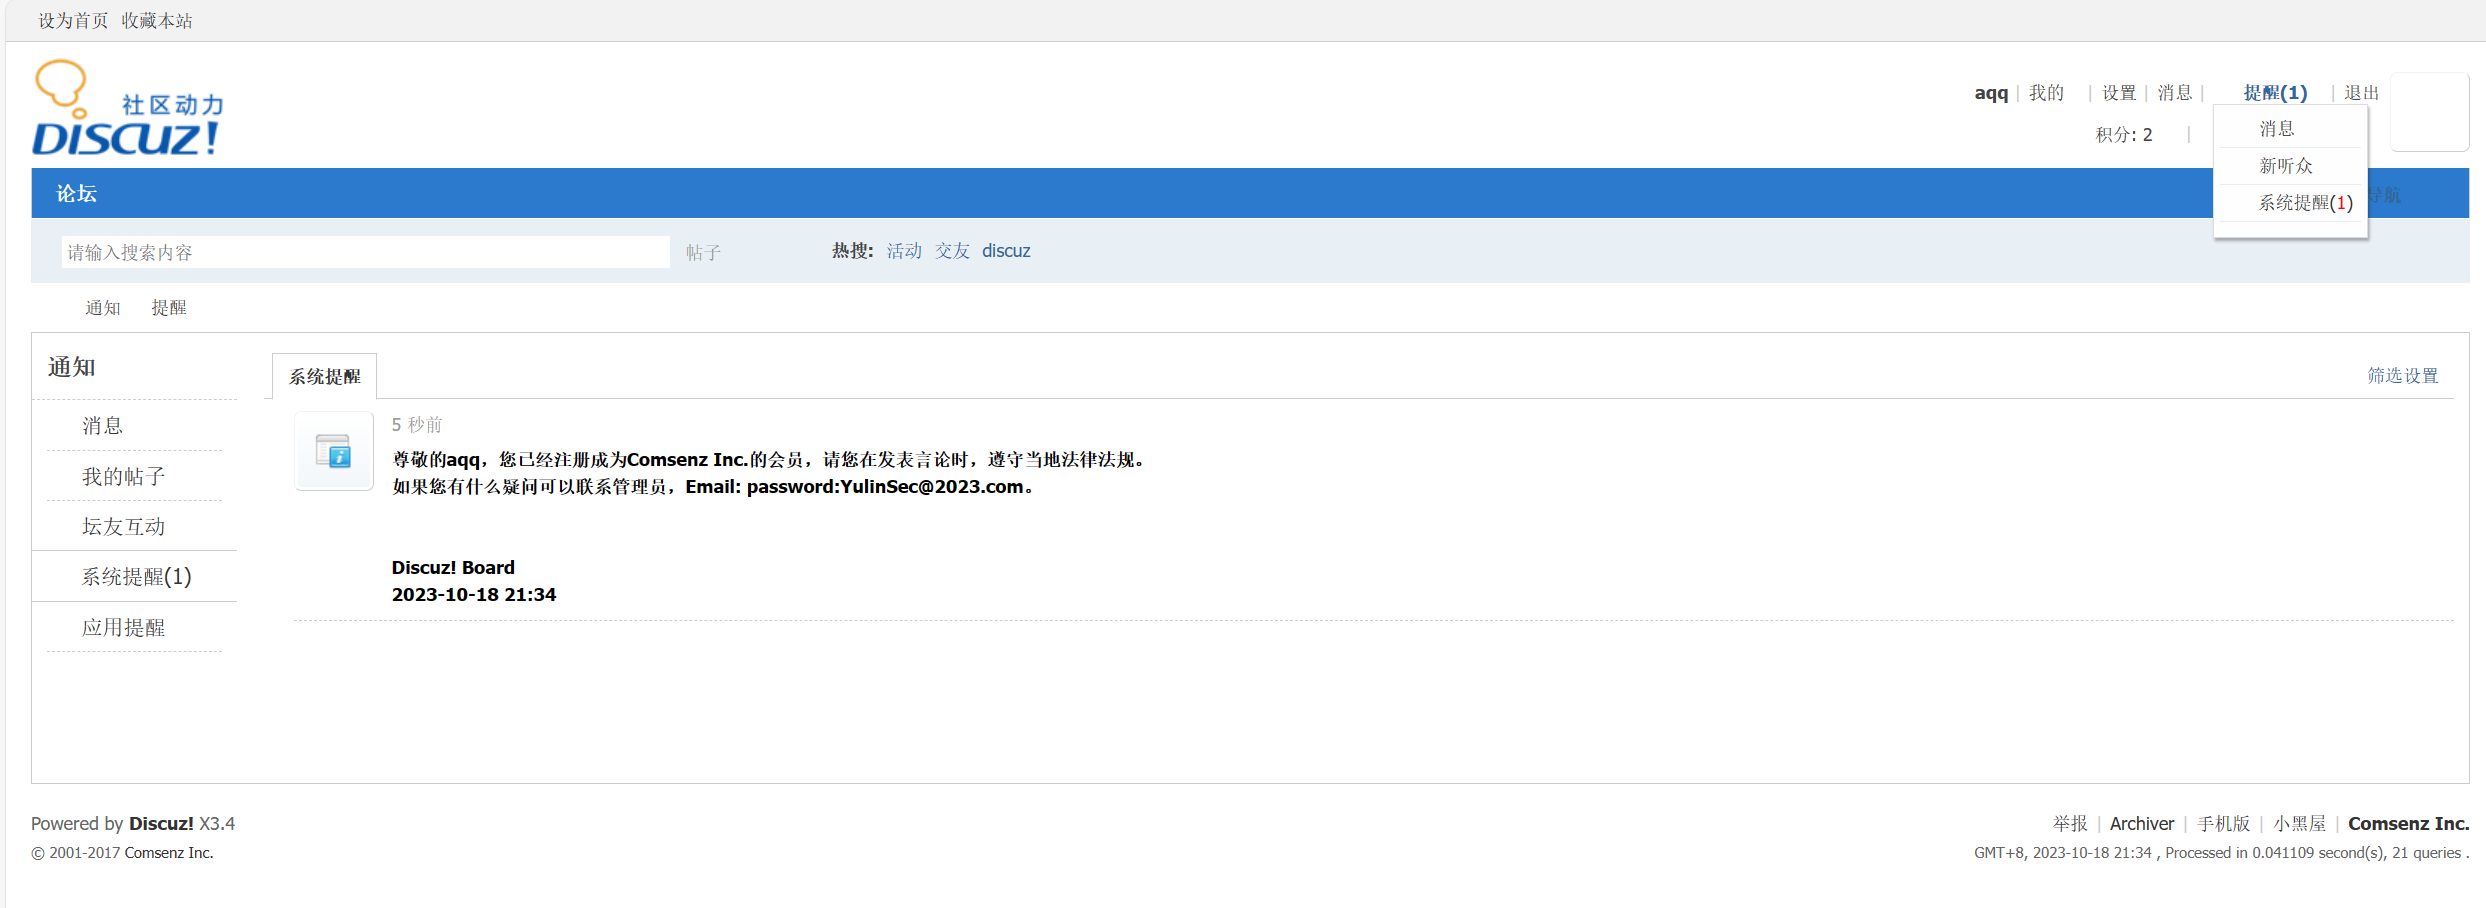 设为首页 收藏本站
社区动力
DISCUZ!
aqq | 我的 | 设置 | 消息 | 提醒(1) | 退出
积分: 2 |
消息
新听众
系统提醒(1)
论坛
导航
请输入搜索内容 帖子 热搜: 活动 交友 discuz
通知 提醒
通知
消息
我的帖子
坛友互动
系统提醒(1)
应用提醒
系统提醒 筛选设置
5 秒前
尊敬的aqq，您已经注册成为Comsenz Inc.的会员，请您在发表言论时，遵守当地法律法规。
如果您有什么疑问可以联系管理员，Email: password:YulinSec@2023.com。
Discuz! Board
2023-10-18 21:34
Powered by Discuz! X3.4
© 2001-2017 Comsenz Inc.
举报 | Archiver | 手机版 | 小黑屋 | Comsenz Inc.
GMT+8, 2023-10-18 21:34 , Processed in 0.041109 second(s), 21 queries .